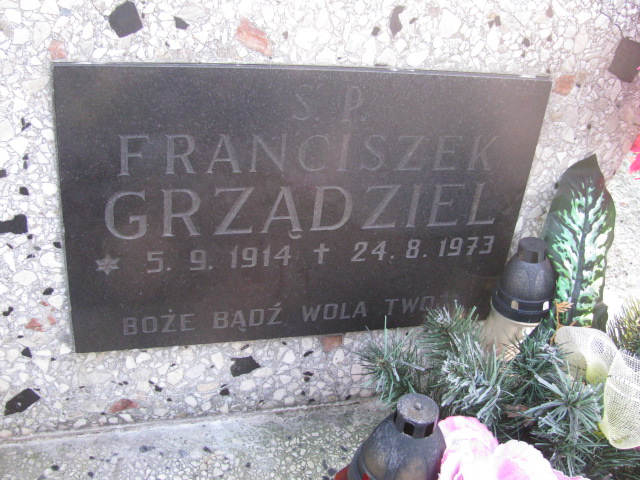 Ś. P.
FRANCISZEK
GRZĄDZIEL
* 5. 9. 1914 † 24. 8. 1973
BOŻE BĄDŹ WOLA